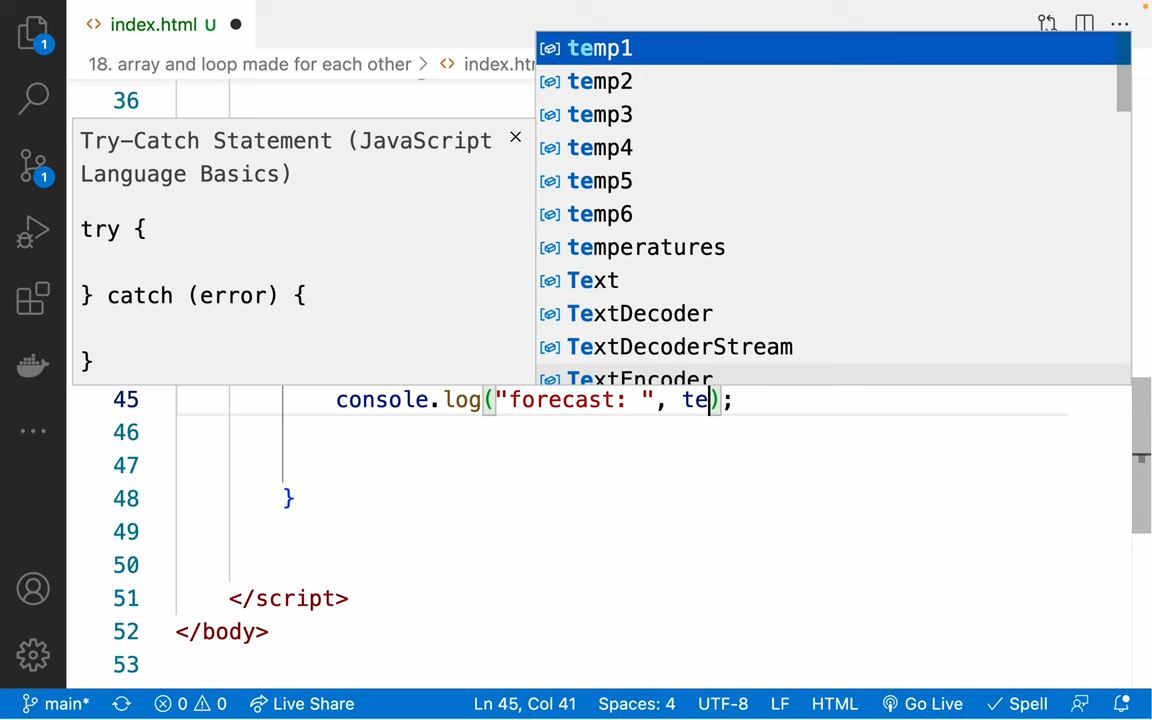 index.html U
18. array and loop made for each other > <> index.ht
36
Try-Catch Statement (JavaScript
Language Basics)
try {
} catch (error) {
}
temp1
temp2
temp3
temp4
temp5
temp6
temperatures
Text
TextDecoder
TextDecoderStream
TextEncoder
45 console.log("forecast: ", te);
46
47
48 }
49
50
51 </script>
52 </body>
53
1
1
main* 0 0 Live Share Ln 45, Col 41 Spaces: 4 UTF-8 LF HTML Go Live Spell